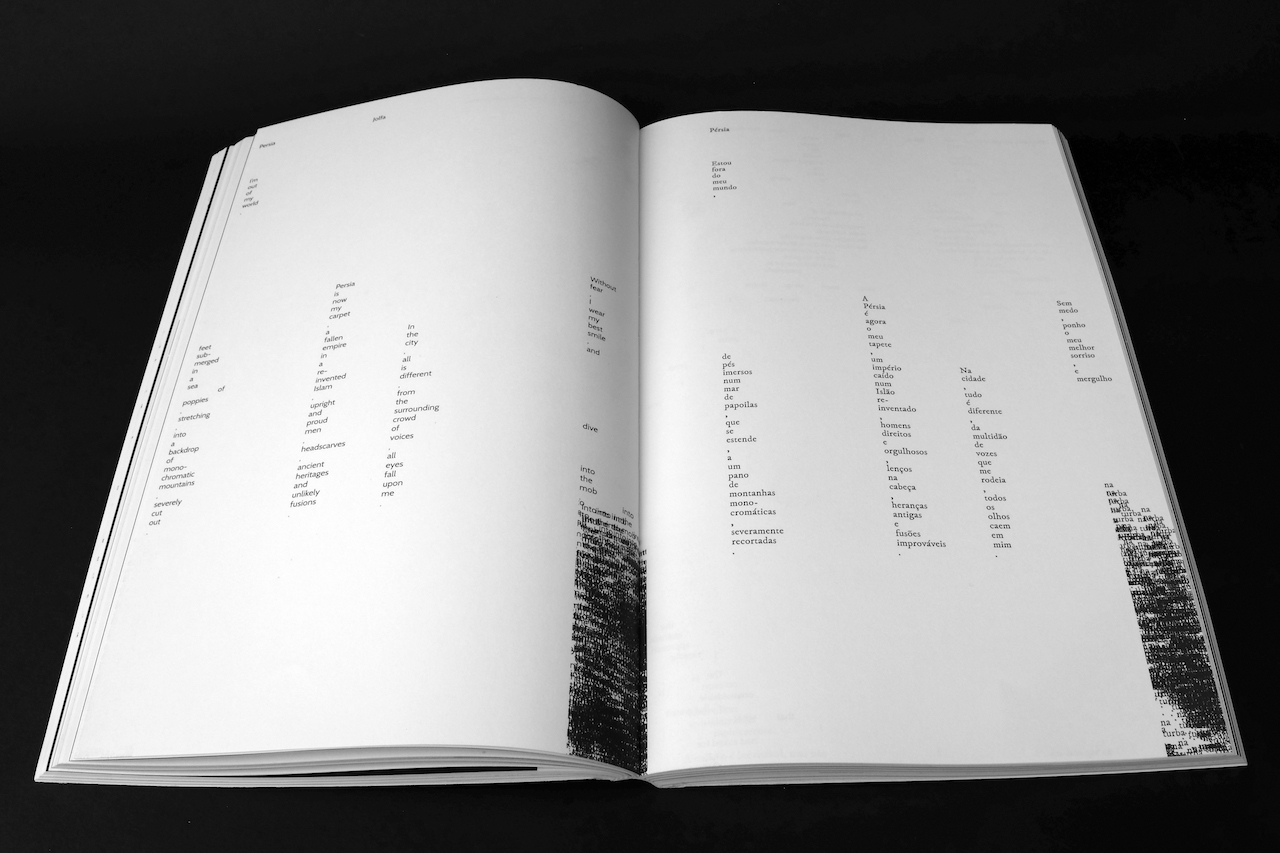 Jolfa
Persia
I'm
out
of
my
world
.
feet
sub-
merged
in
a
sea
of
poppies
,
stretching
,
into
a
backdrop
of
mono-
chromatic
mountains
,
severely
cut
out
.
Persia
is
now
my
carpet
,
a
fallen
empire
in
a
re-
invented
Islam
,
upright
and
proud
men
,
headscarves
,
ancient
heritages
and
unlikely
fusions
.
In
the
city
,
all
is
different
,
from
the
surrounding
crowd
of
voices
,
all
eyes
fall
upon
me
.
Without
fear
,
I
wear
my
best
smile
,
and
dive
into
the
mob
Pérsia
Estou
fora
do
meu
mundo
.
de
pés
imersos
num
mar
de
papoilas
,
que
se
estende
,
a
um
pano
de
montanhas
mono-
cromáticas
,
severamente
recortadas
.
A
Pérsia
é
agora
o
meu
tapete
,
um
império
caído
num
Islão
re-
inventado
,
homens
direitos
e
orgulhosos
,
lenços
na
cabeça
,
heranças
antigas
e
fusões
improváveis
.
Na
cidade
,
tudo
é
diferente
,
da
multidão
de
vozes
que
me
rodeia
,
todos
os
olhos
caem
em
mim
.
Sem
medo
,
ponho
o
meu
melhor
sorriso
,
e
mergulho
na
turba